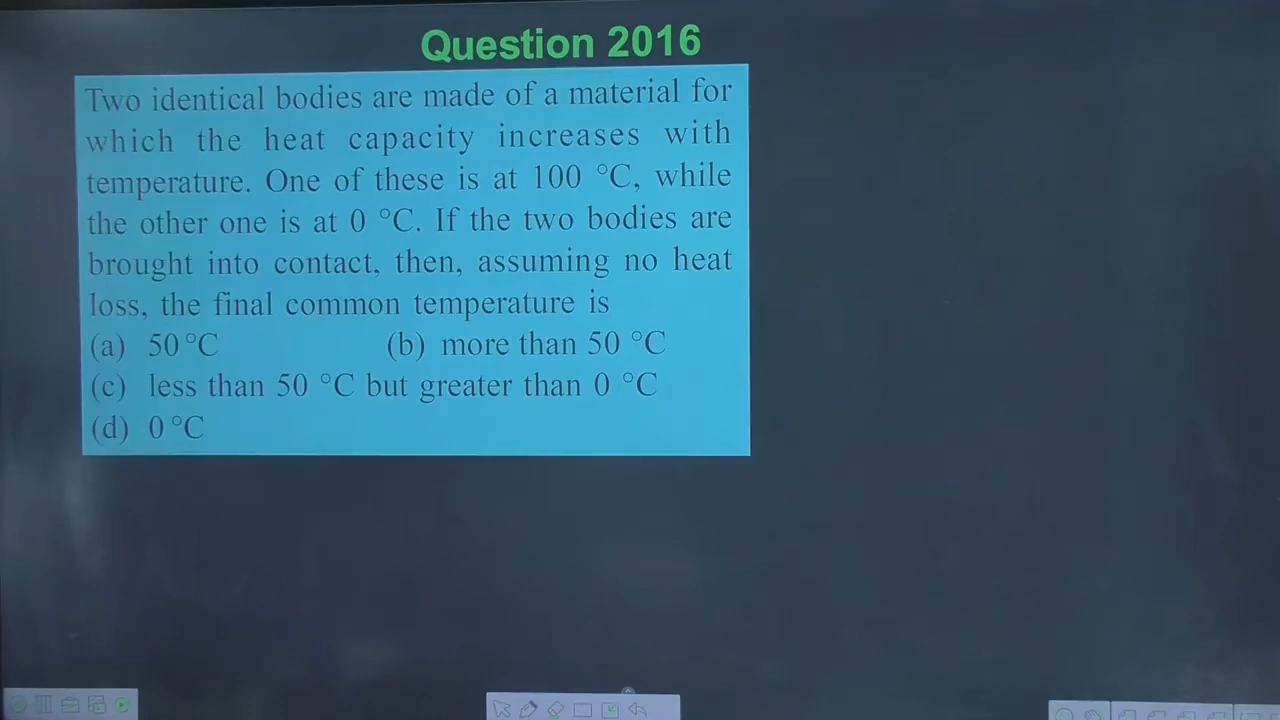 Question 2016
Two identical bodies are made of a material for
which the heat capacity increases with
temperature. One of these is at 100 °C, while
the other one is at 0 °C. If the two bodies are
brought into contact, then, assuming no heat
loss, the final common temperature is
(a) 50 °C (b) more than 50 °C
(c) less than 50 °C but greater than 0 °C
(d) 0 °C